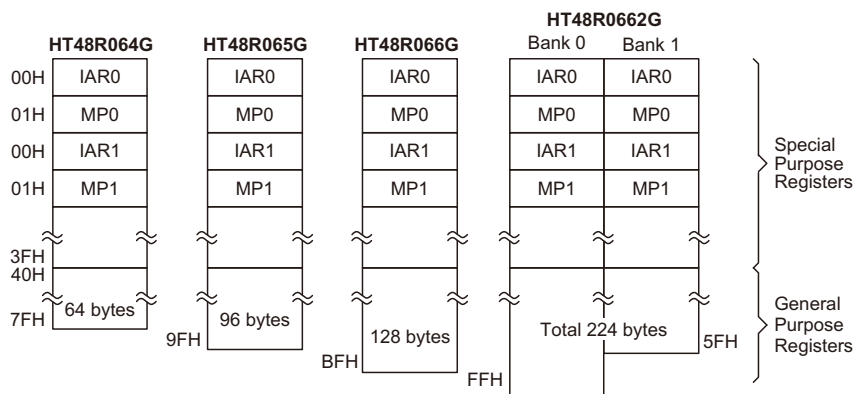 HT48R0662G
HT48R064G HT48R065G HT48R066G Bank 0 Bank 1
00H IAR0 IAR0 IAR0 IAR0 IAR0
01H MP0 MP0 MP0 MP0 MP0
00H IAR1 IAR1 IAR1 IAR1 IAR1
01H MP1 MP1 MP1 MP1 MP1
Special
Purpose
Registers
3FH
40H
7FH 64 bytes
9FH 96 bytes
BFH 128 bytes
FFH Total 224 bytes 5FH
General
Purpose
Registers